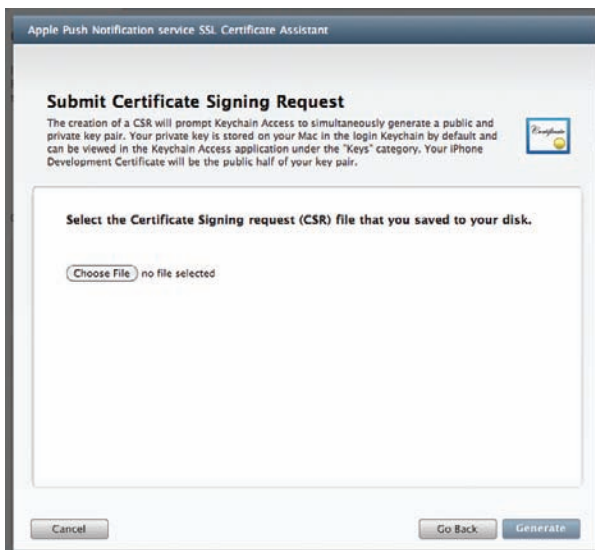 Apple Push Notification service SSL Certificate Assistant
Submit Certificate Signing Request
The creation of a CSR will prompt Keychain Access to simultaneously generate a public and
private key pair. Your private key is stored on your Mac in the login Keychain by default and
can be viewed in the Keychain Access application under the "Keys" category. Your iPhone
Development Certificate will be the public half of your key pair.
Certificate
Select the Certificate Signing request (CSR) file that you saved to your disk.
Choose File no file selected
Cancel
Go Back
Generate